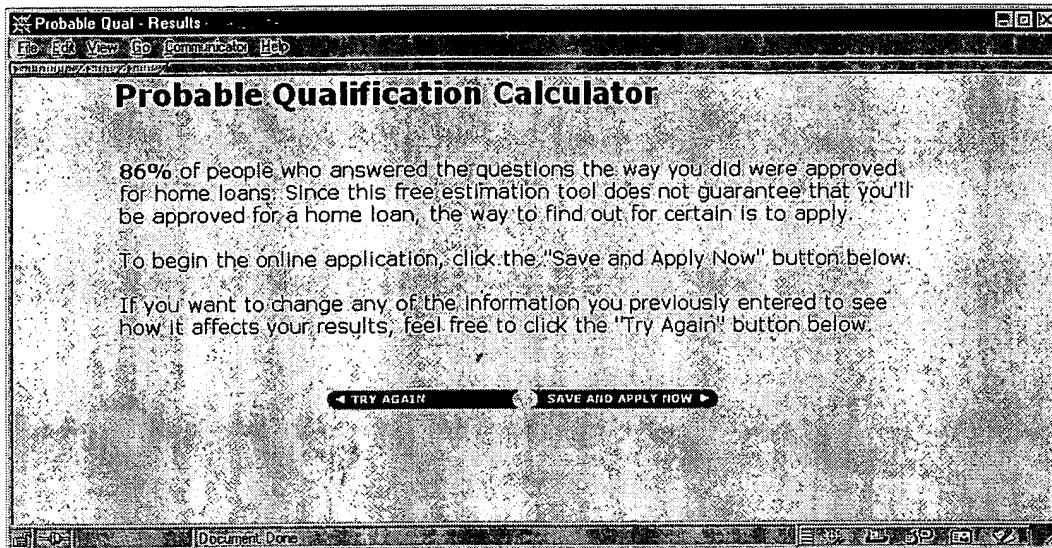 Probable Qual - Results
File Edit View Go Communicator Help
Probable Qualification Calculator
86% of people who answered the questions the way you did were approved
for home loans. Since this free estimation tool does not guarantee that you'll
be approved for a home loan, the way to find out for certain is to apply.
To begin the online application, click the "Save and Apply Now" button below.
If you want to change any of the information you previously entered to see
how it affects your results, feel free to click the "Try Again" button below.
◄ TRY AGAIN SAVE AND APPLY NOW ►
Document: Done